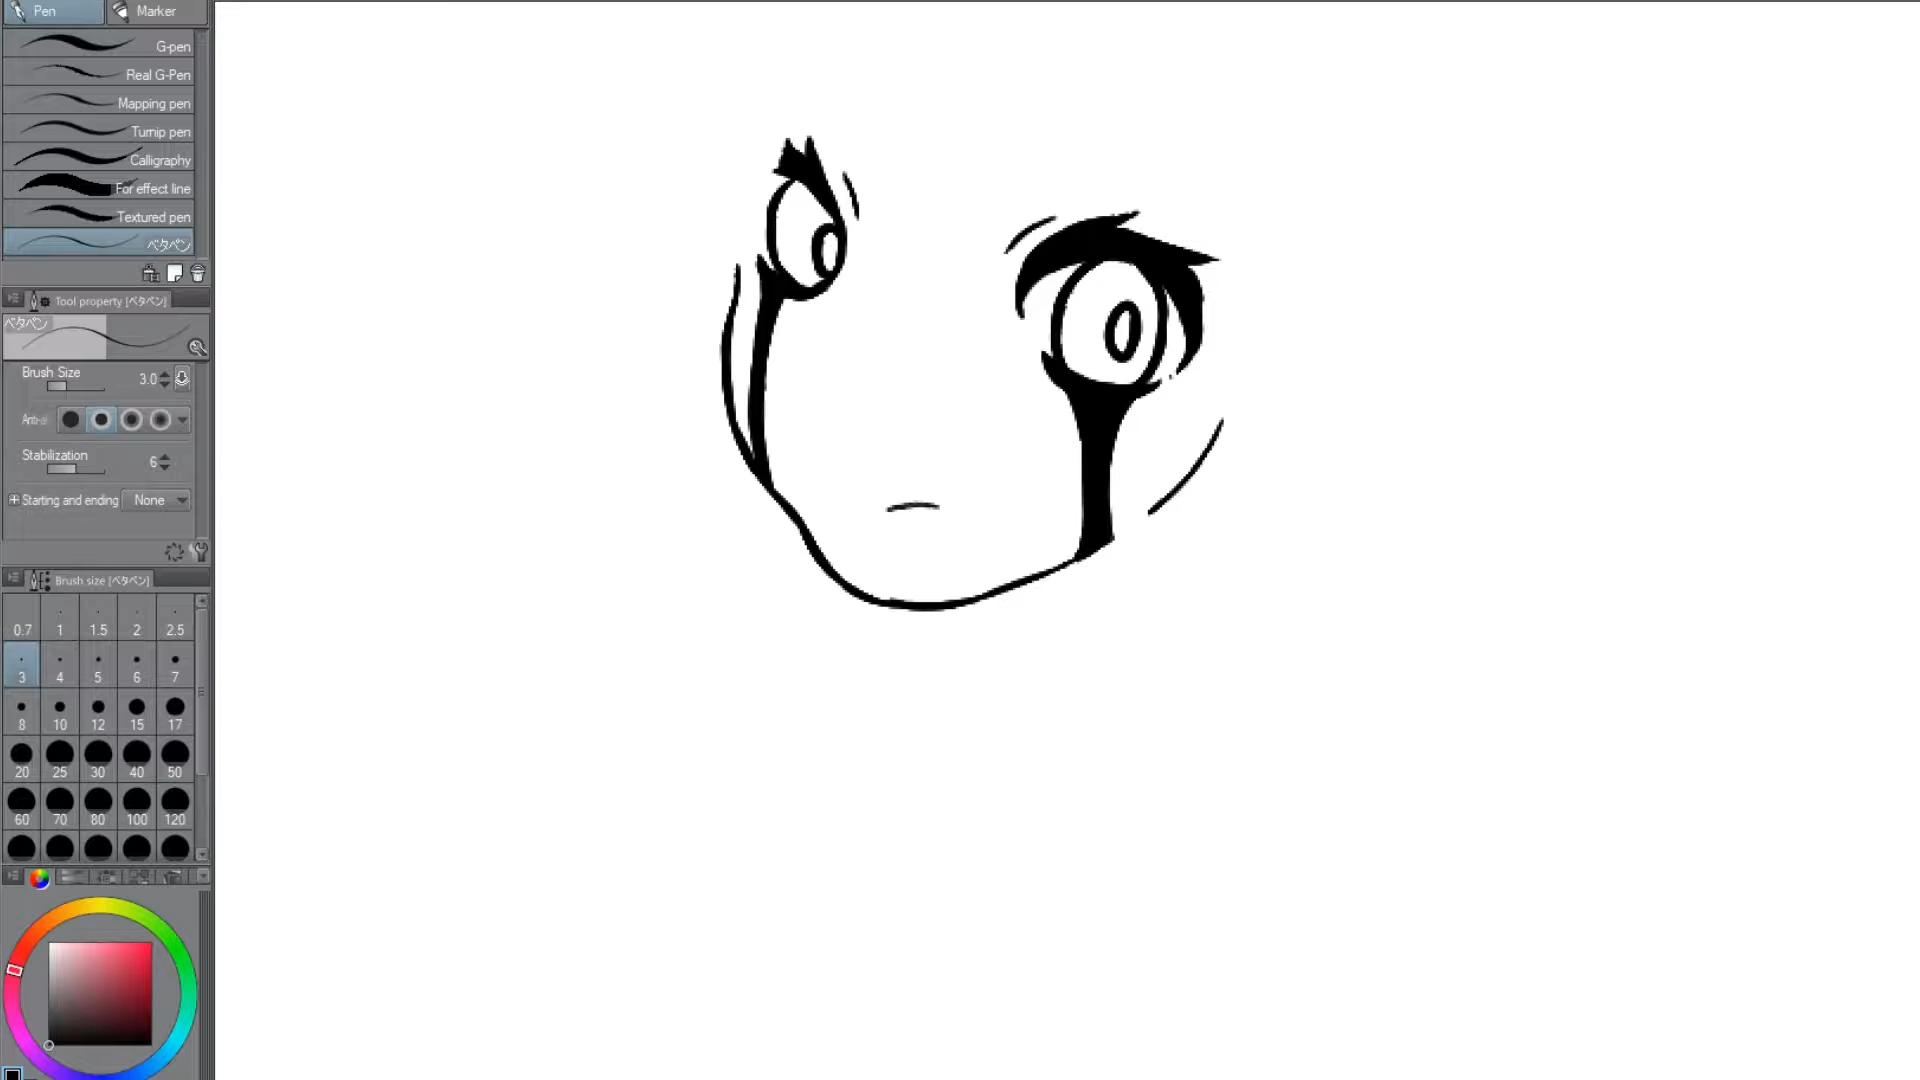 Pen Marker
G-pen
Real G-Pen
Mapping pen
Turnip pen
Calligraphy
For effect line
Textured pen
ベタペン
Tool property [ベタペン]
ベタペン
Brush Size 3.0
Anti-al
Stabilization 6
Starting and ending None
Brush size [ベタペン]
0.7 1 1.5 2 2.5
3 4 5 6 7
8 10 12 15 17
20 25 30 40 50
60 70 80 100 120